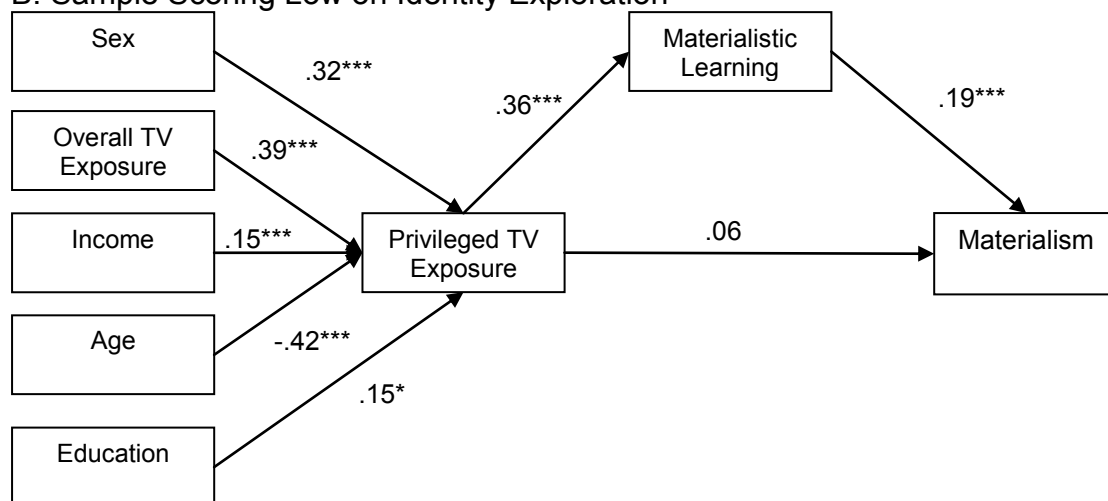 B. Sample Scoring Low on Identity Exploration
Sex
Materialistic
Learning
.32***
.36***
.19***
Overall TV
Exposure
.39***
Income
.15***
Privileged TV
Exposure
.06
Materialism
Age
-.42***
.15*
Education